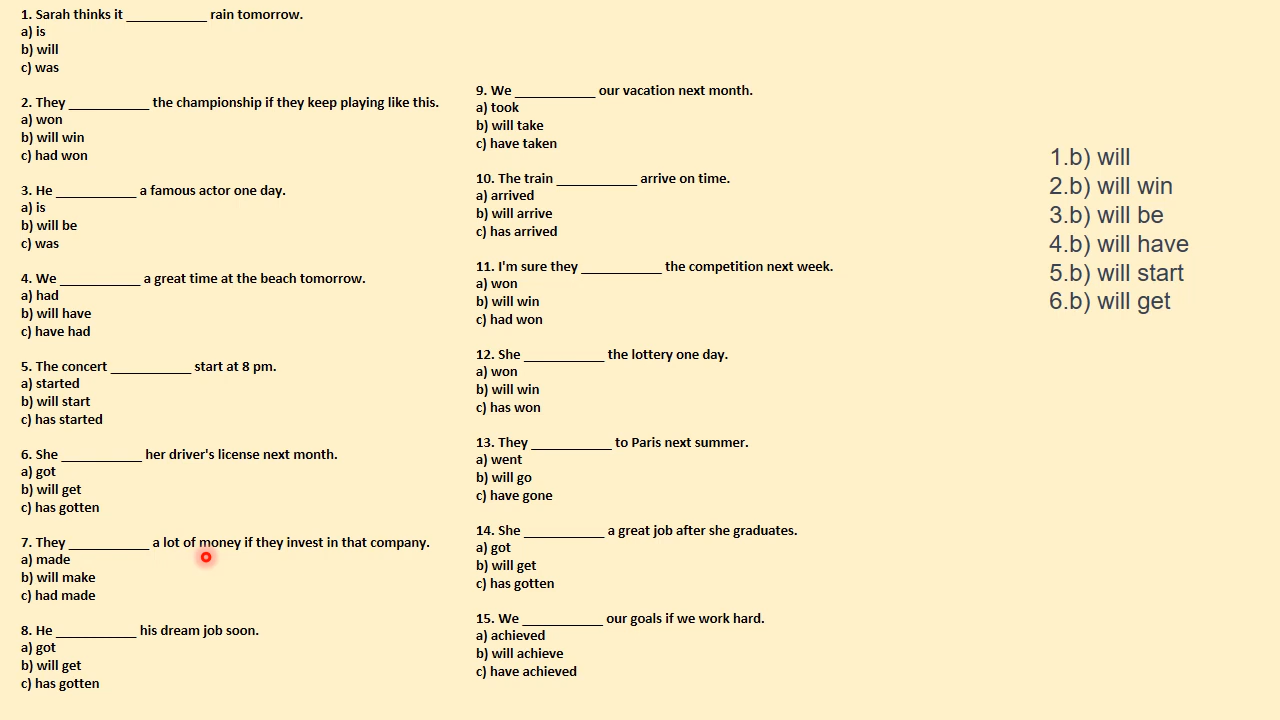 1. Sarah thinks it ___________ rain tomorrow.
a) is
b) will
c) was
2. They ___________ the championship if they keep playing like this.
a) won
b) will win
c) had won
3. He ___________ a famous actor one day.
a) is
b) will be
c) was
4. We ___________ a great time at the beach tomorrow.
a) had
b) will have
c) have had
5. The concert ___________ start at 8 pm.
a) started
b) will start
c) has started
6. She ___________ her driver's license next month.
a) got
b) will get
c) has gotten
7. They ___________ a lot of money if they invest in that company.
a) made
b) will make
c) had made
8. He ___________ his dream job soon.
a) got
b) will get
c) has gotten
9. We ___________ our vacation next month.
a) took
b) will take
c) have taken
10. The train ___________ arrive on time.
a) arrived
b) will arrive
c) has arrived
11. I'm sure they ___________ the competition next week.
a) won
b) will win
c) had won
12. She ___________ the lottery one day.
a) won
b) will win
c) has won
13. They ___________ to Paris next summer.
a) went
b) will go
c) have gone
14. She ___________ a great job after she graduates.
a) got
b) will get
c) has gotten
15. We ___________ our goals if we work hard.
a) achieved
b) will achieve
c) have achieved
1.b) will
2.b) will win
3.b) will be
4.b) will have
5.b) will start
6.b) will get